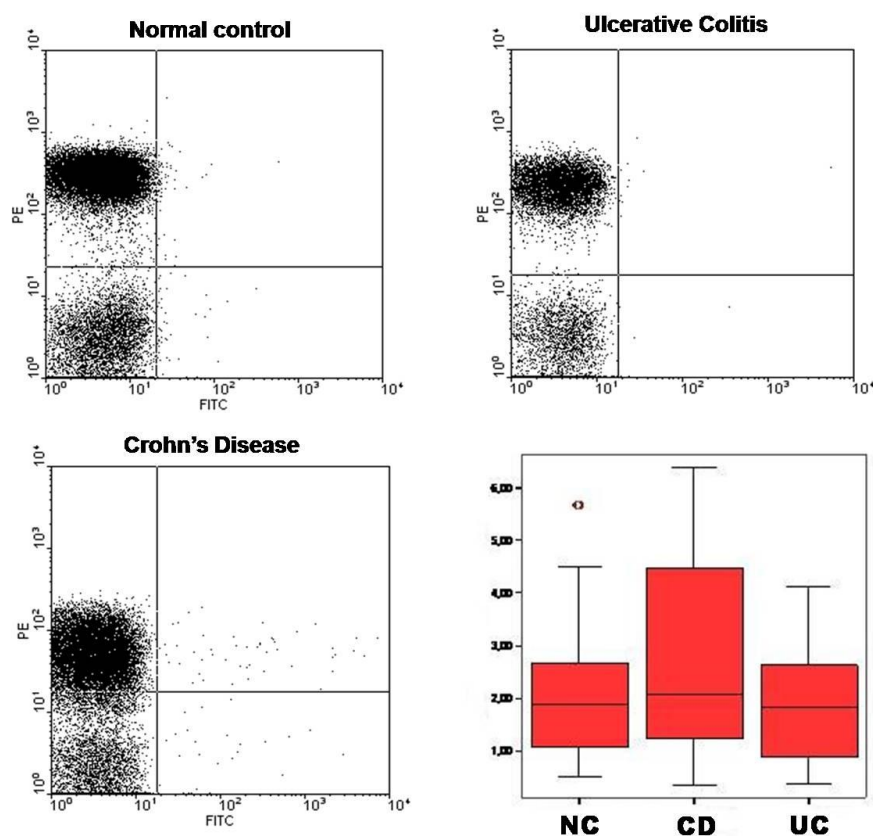 Normal control
10⁴
10³
10²
10¹
10⁰
PE
10⁰ 10¹ 10² 10³ 10⁴
FITC
Ulcerative Colitis
10⁴
10³
10²
10¹
10⁰
PE
10⁰ 10¹ 10² 10³ 10⁴
FITC
Crohn's Disease
10⁴
10³
10²
10¹
10⁰
PE
10⁰ 10¹ 10² 10³ 10⁴
FITC
6,00
5,00
4,00
3,00
2,00
1,00
NC CD UC